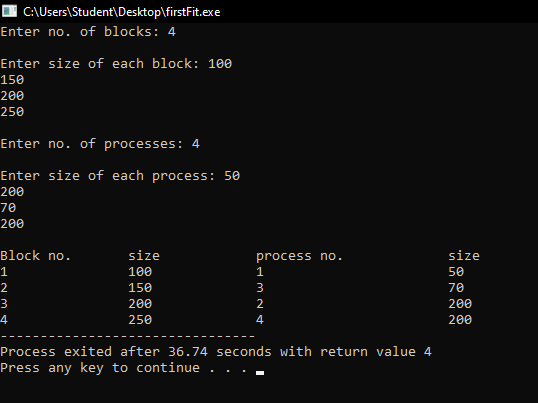 C:\Users\Student\Desktop\firstFit.exe
Enter no. of blocks: 4
Enter size of each block: 100
150
200
250
Enter no. of processes: 4
Enter size of each process: 50
200
70
200
Block no. size process no. size
1 100 1 50
2 150 3 70
3 200 2 200
4 250 4 200
--------------------------------
Process exited after 36.74 seconds with return value 4
Press any key to continue . . .